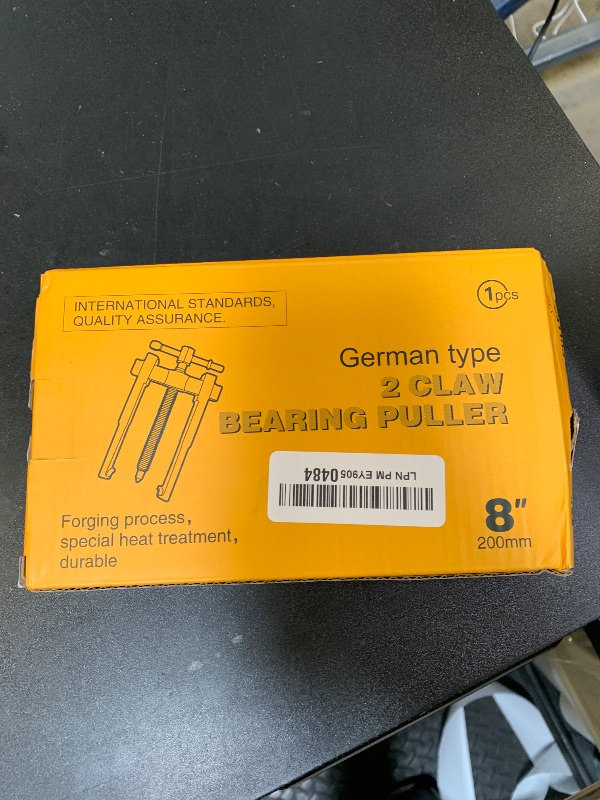 INTERNATIONAL STANDARDS,
QUALITY ASSURANCE.
1pcs
German type
2 CLAW
BEARING PULLER
LPN PM EY905 0484
8"
200mm
Forging process,
special heat treatment,
durable